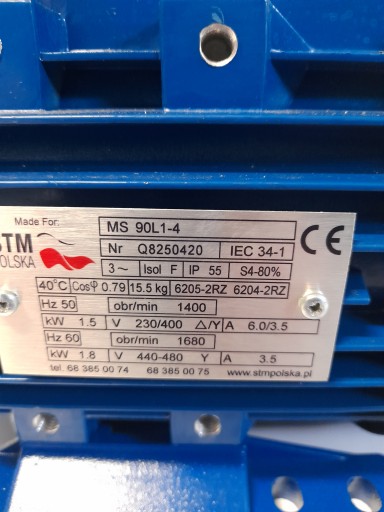 Made For:
STM
POLSKA
MS 90L1-4
Nr Q8250420 IEC 34-1
CE
3~ Isol F IP 55 S4-80%
40°C Cosφ 0.79 15.5 kg 6205-2RZ 6204-2RZ
Hz 50 obr/min 1400
kW 1.5 V 230/400 △/Y A 6.0/3.5
Hz 60 obr/min 1680
kW 1.8 V 440-480 Y A 3.5
tel. 68 385 00 74 68 385 00 75 www.stmpolska.pl